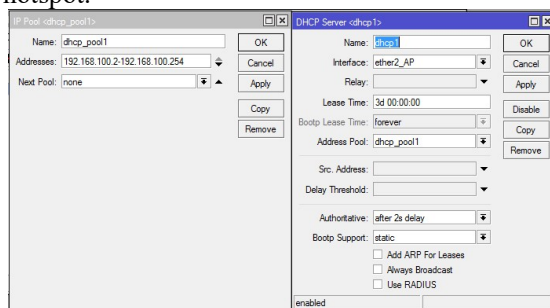 hotspot.
IP Pool <dhcp_pool1>
Name: dhcp_pool1
Addresses: 192.168.100.2-192.168.100.254
Next Pool: none
OK
Cancel
Apply
Copy
Remove
DHCP Server <dhcp1>
Name: dhcp1
Interface: ether2_AP
Relay:
Lease Time: 3d 00:00:00
Bootp Lease Time: forever
Address Pool: dhcp_pool1
Src. Address:
Delay Threshold:
Authoritative: after 2s delay
Bootp Support: static
Add ARP For Leases
Always Broadcast
Use RADIUS
enabled
OK
Cancel
Apply
Disable
Copy
Remove